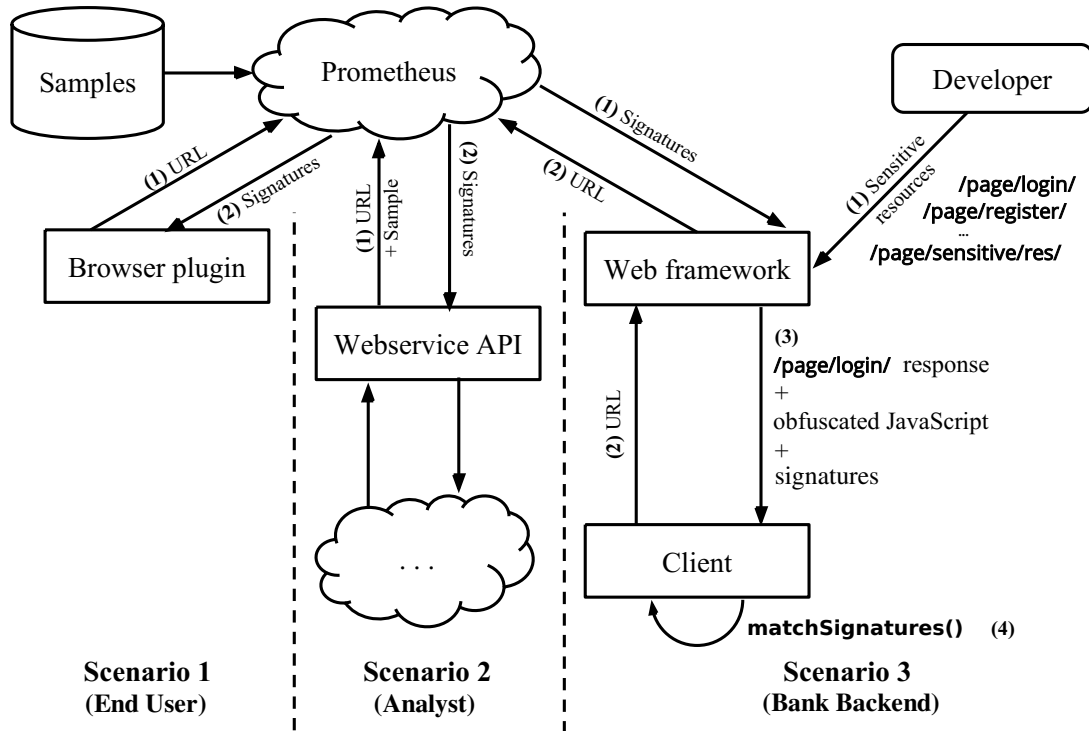 Samples
Prometheus
Developer
(1) URL
(2) Signatures
(1) URL
+ Sample
(2) Signatures
(1) Signatures
(2) URL
(1) Sensitive
resources
/page/login/
/page/register/
...
/page/sensitive/res/
Browser plugin
Web framework
Webservice API
(2) URL
(3)
/page/login/ response
+
obfuscated JavaScript
+
signatures
. . .
Client
matchSignatures() (4)
Scenario 1
(End User)
Scenario 2
(Analyst)
Scenario 3
(Bank Backend)